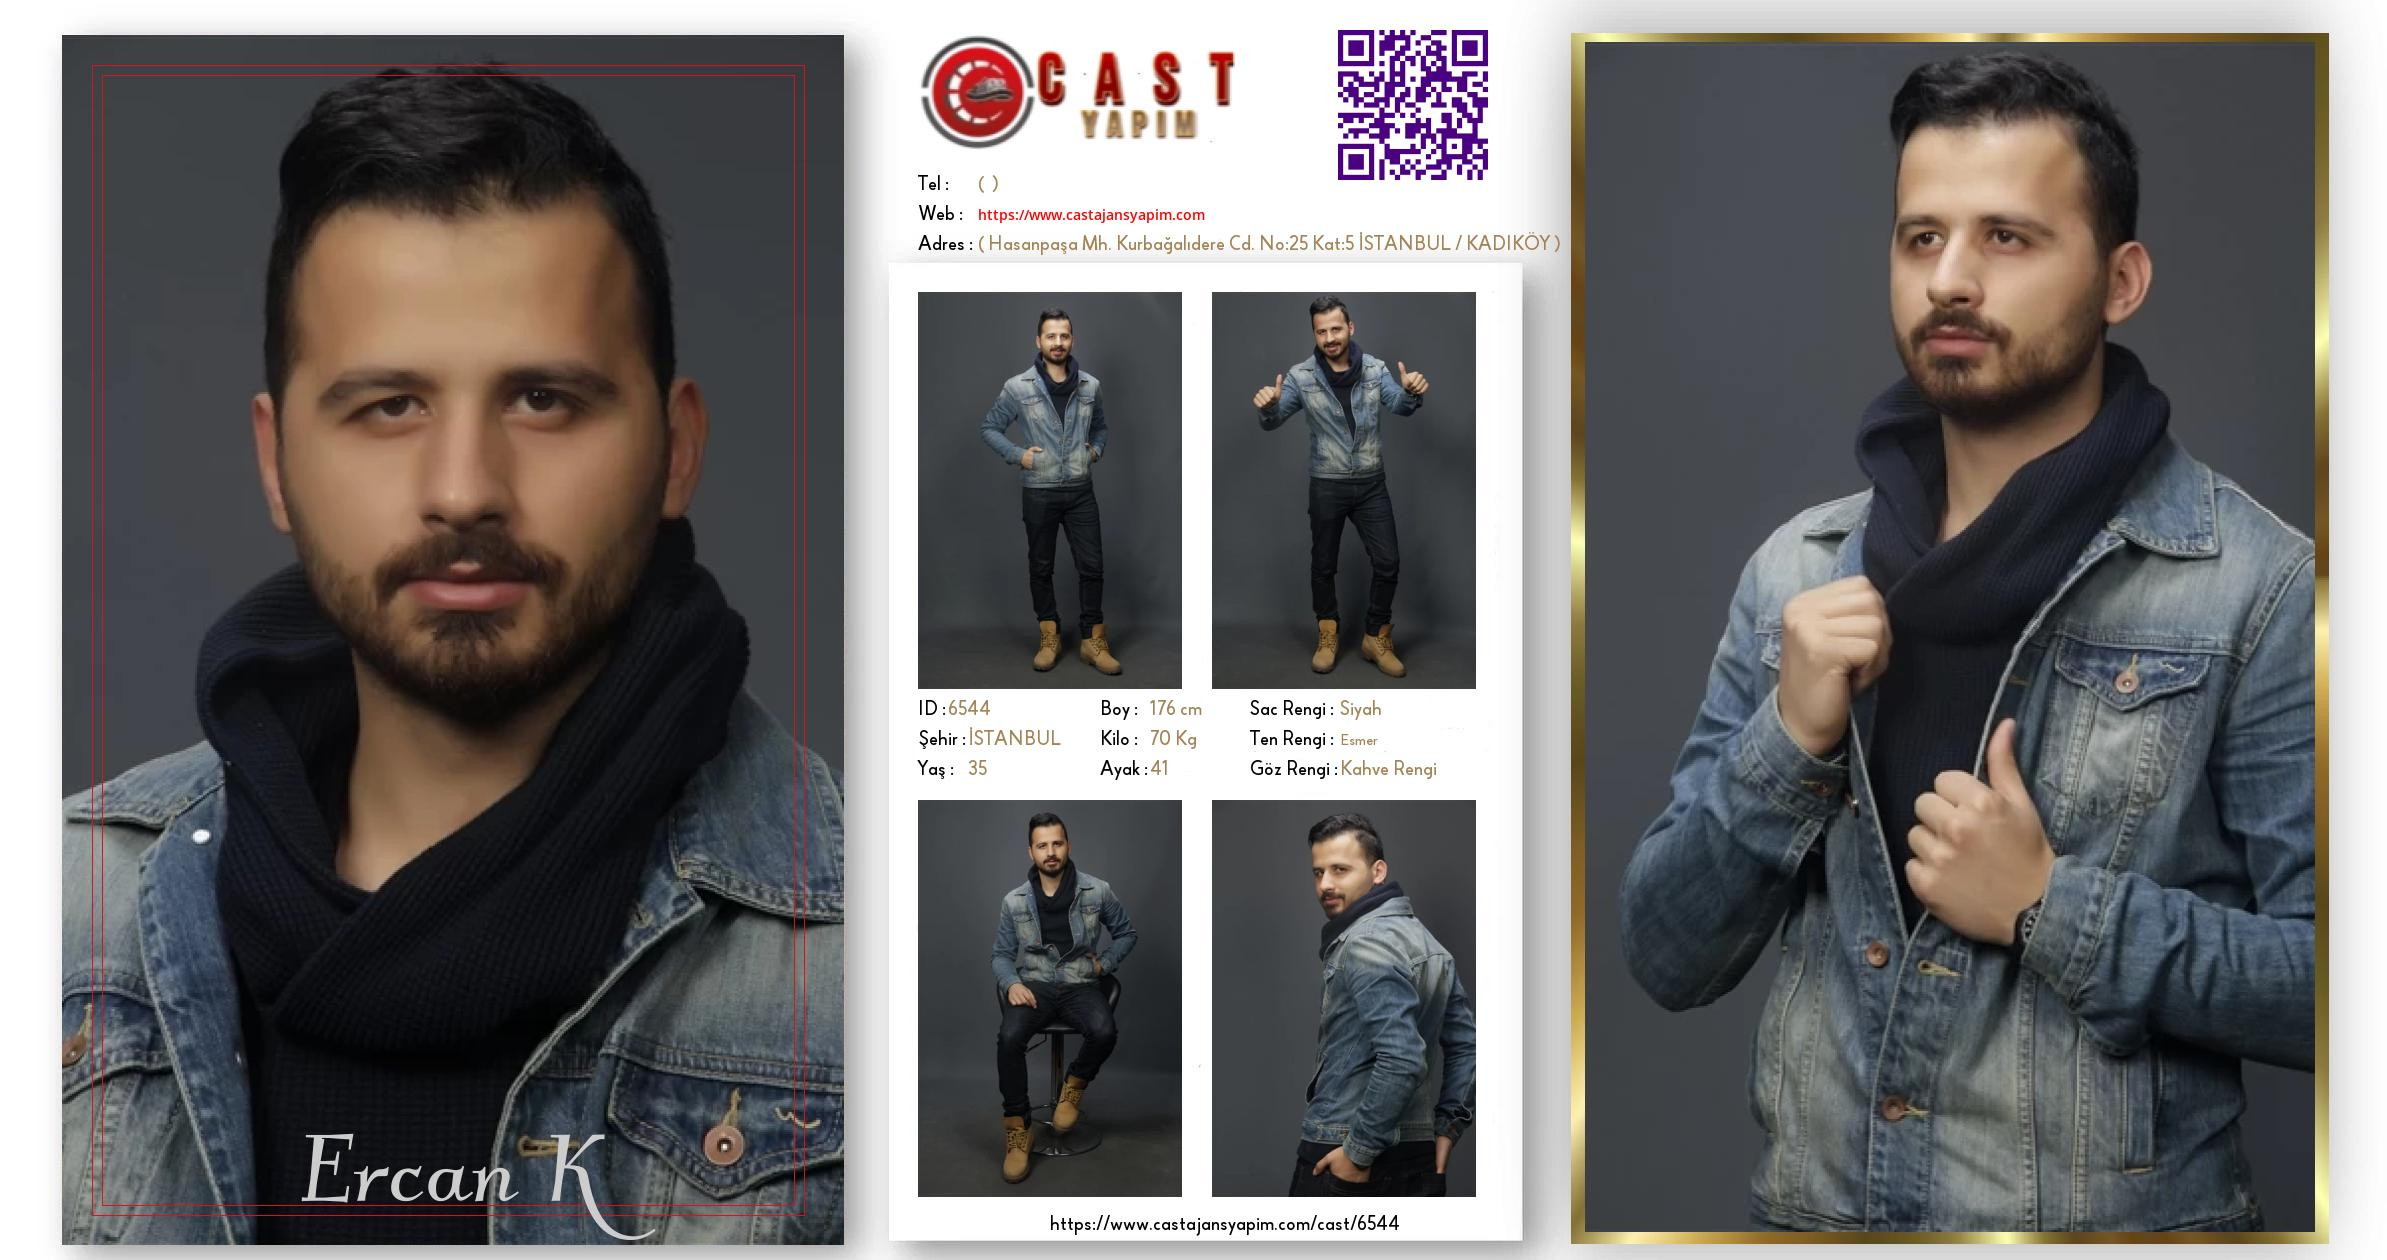 Ercan K
CAST
YAPIM
Tel : ( )
Web : https://www.castajansyapim.com
Adres : ( Hasanpaşa Mh. Kurbağalıdere Cd. No:25 Kat:5 İSTANBUL / KADIKÖY )
ID : 6544 Boy : 176 cm Sac Rengi : Siyah
Şehir : İSTANBUL Kilo : 70 Kg Ten Rengi : Esmer
Yaş : 35 Ayak : 41 Göz Rengi : Kahve Rengi
https://www.castajansyapim.com/cast/6544